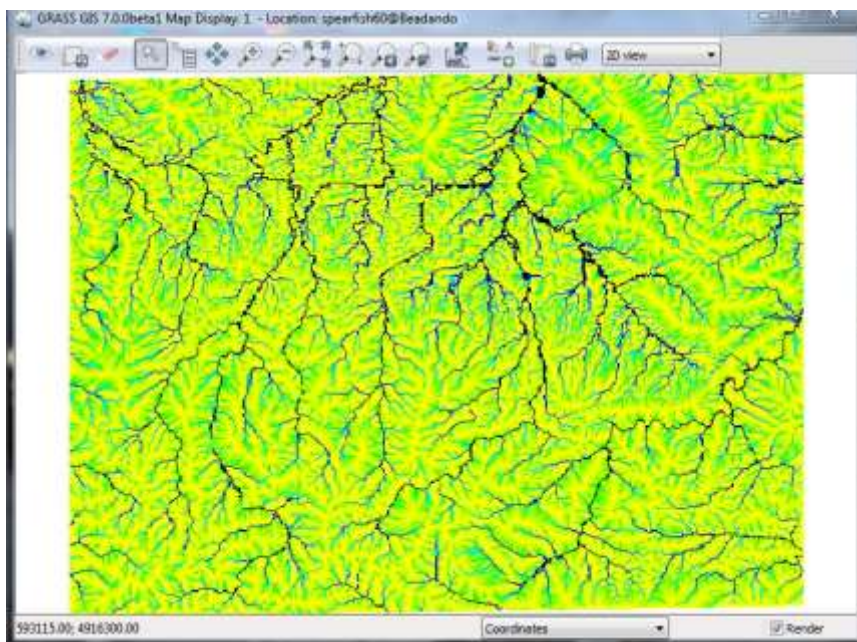 GRASS GIS 7.0.0beta1 Map Display: 1 - Location: spearfish60@Beadando
2D view
593115.00; 4916300.00
Coordinates
Render